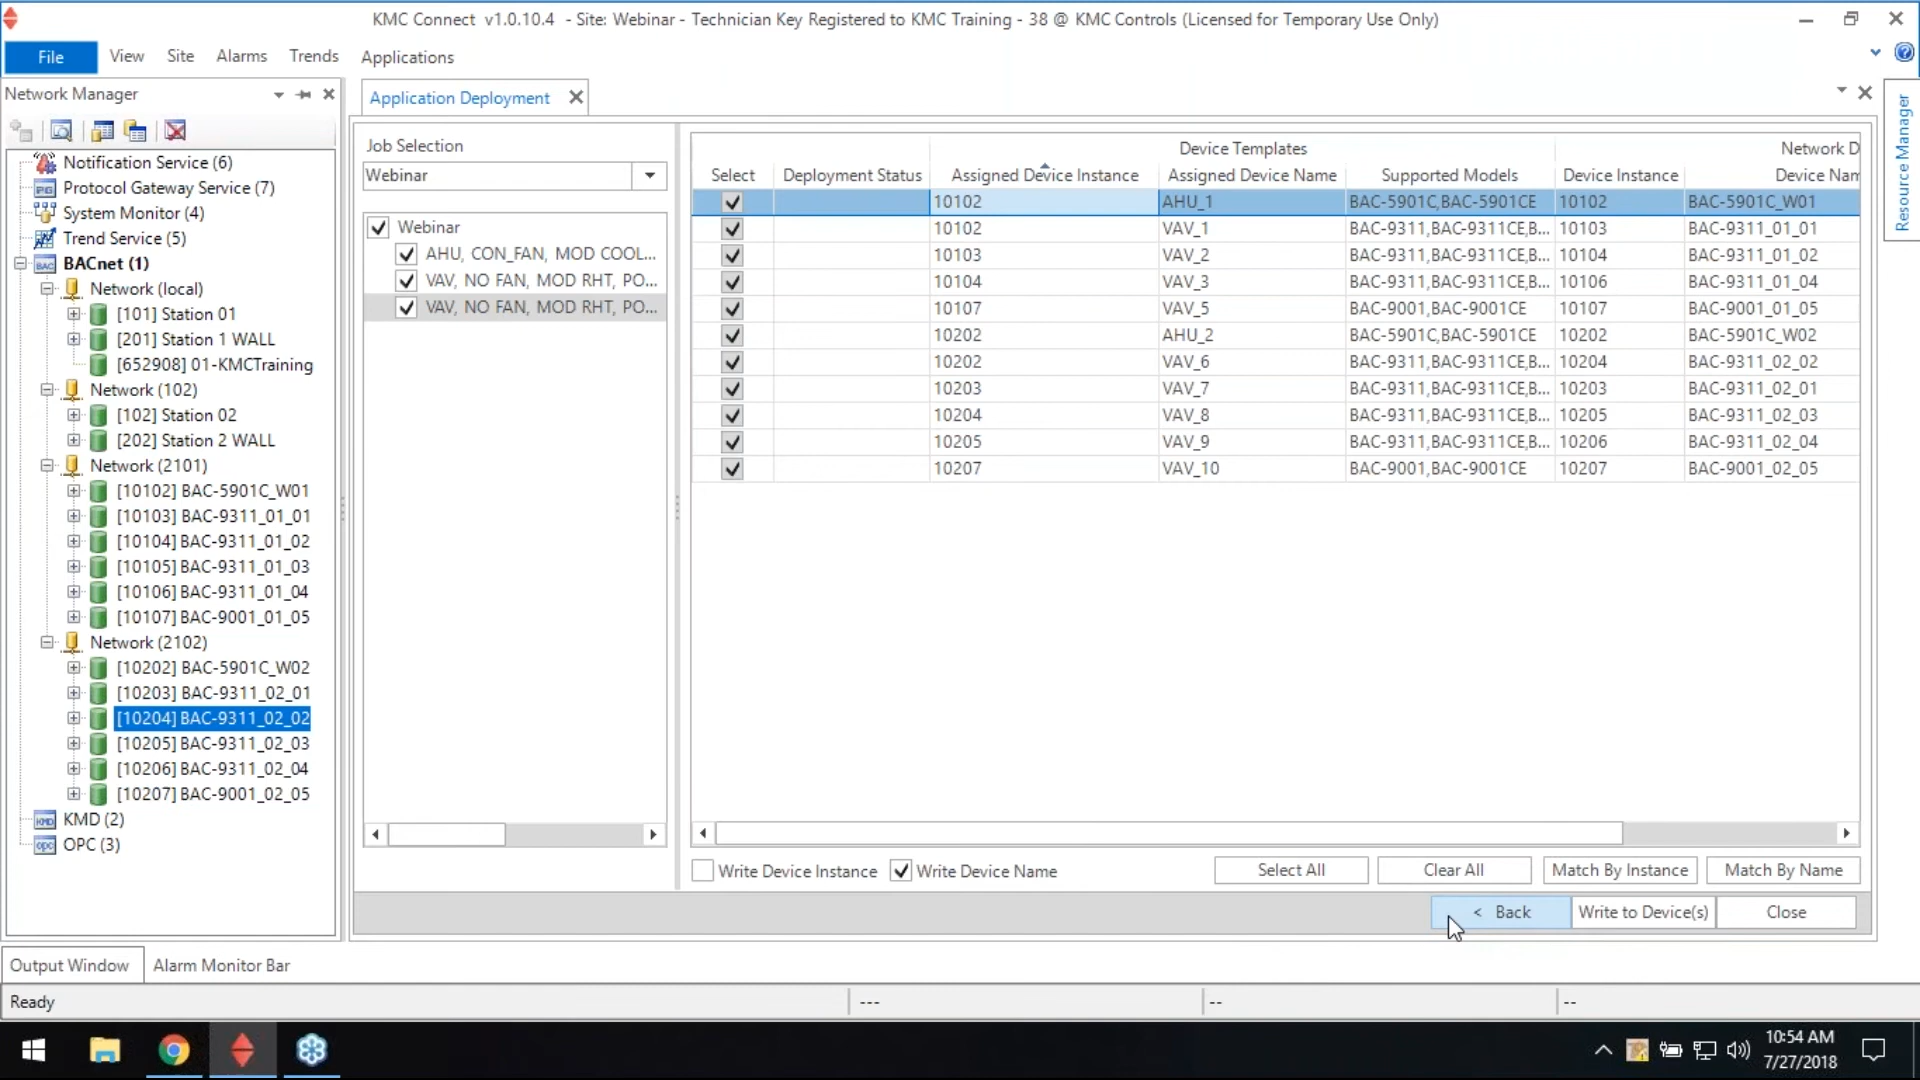 KMC Connect v1.0.10.4 - Site: Webinar - Technician Key Registered to KMC Training - 38 @ KMC Controls (Licensed for Temporary Use Only)
File View Site Alarms Trends Applications
Network Manager
Notification Service (6)
Protocol Gateway Service (7)
System Monitor (4)
Trend Service (5)
BACnet (1)
Network (local)
[101] Station 01
[201] Station 1 WALL
[652908] 01-KMCTraining
Network (102)
[102] Station 02
[202] Station 2 WALL
Network (2101)
[10102] BAC-5901C_W01
[10103] BAC-9311_01_01
[10104] BAC-9311_01_02
[10105] BAC-9311_01_03
[10106] BAC-9311_01_04
[10107] BAC-9001_01_05
Network (2102)
[10202] BAC-5901C_W02
[10203] BAC-9311_02_01
[10204] BAC-9311_02_02
[10205] BAC-9311_02_03
[10206] BAC-9311_02_04
[10207] BAC-9001_02_05
KMD (2)
OPC (3)
Application Deployment
Job Selection
Webinar
Webinar
AHU, CON_FAN, MOD COOL...
VAV, NO FAN, MOD RHT, PO...
VAV, NO FAN, MOD RHT, PO...
Device Templates Network D
Select Deployment Status Assigned Device Instance Assigned Device Name Supported Models Device Instance Device Nam
10102 AHU_1 BAC-5901C,BAC-5901CE 10102 BAC-5901C_W01
10102 VAV_1 BAC-9311,BAC-9311CE,B... 10103 BAC-9311_01_01
10103 VAV_2 BAC-9311,BAC-9311CE,B... 10104 BAC-9311_01_02
10104 VAV_3 BAC-9311,BAC-9311CE,B... 10106 BAC-9311_01_04
10107 VAV_5 BAC-9001,BAC-9001CE 10107 BAC-9001_01_05
10202 AHU_2 BAC-5901C,BAC-5901CE 10202 BAC-5901C_W02
10202 VAV_6 BAC-9311,BAC-9311CE,B... 10204 BAC-9311_02_02
10203 VAV_7 BAC-9311,BAC-9311CE,B... 10203 BAC-9311_02_01
10204 VAV_8 BAC-9311,BAC-9311CE,B... 10205 BAC-9311_02_03
10205 VAV_9 BAC-9311,BAC-9311CE,B... 10206 BAC-9311_02_04
10207 VAV_10 BAC-9001,BAC-9001CE 10207 BAC-9001_02_05
Write Device Instance Write Device Name Select All Clear All Match By Instance Match By Name
< Back Write to Device(s) Close
Resource Manager
Output Window Alarm Monitor Bar
Ready --- -- --
10:54 AM
7/27/2018